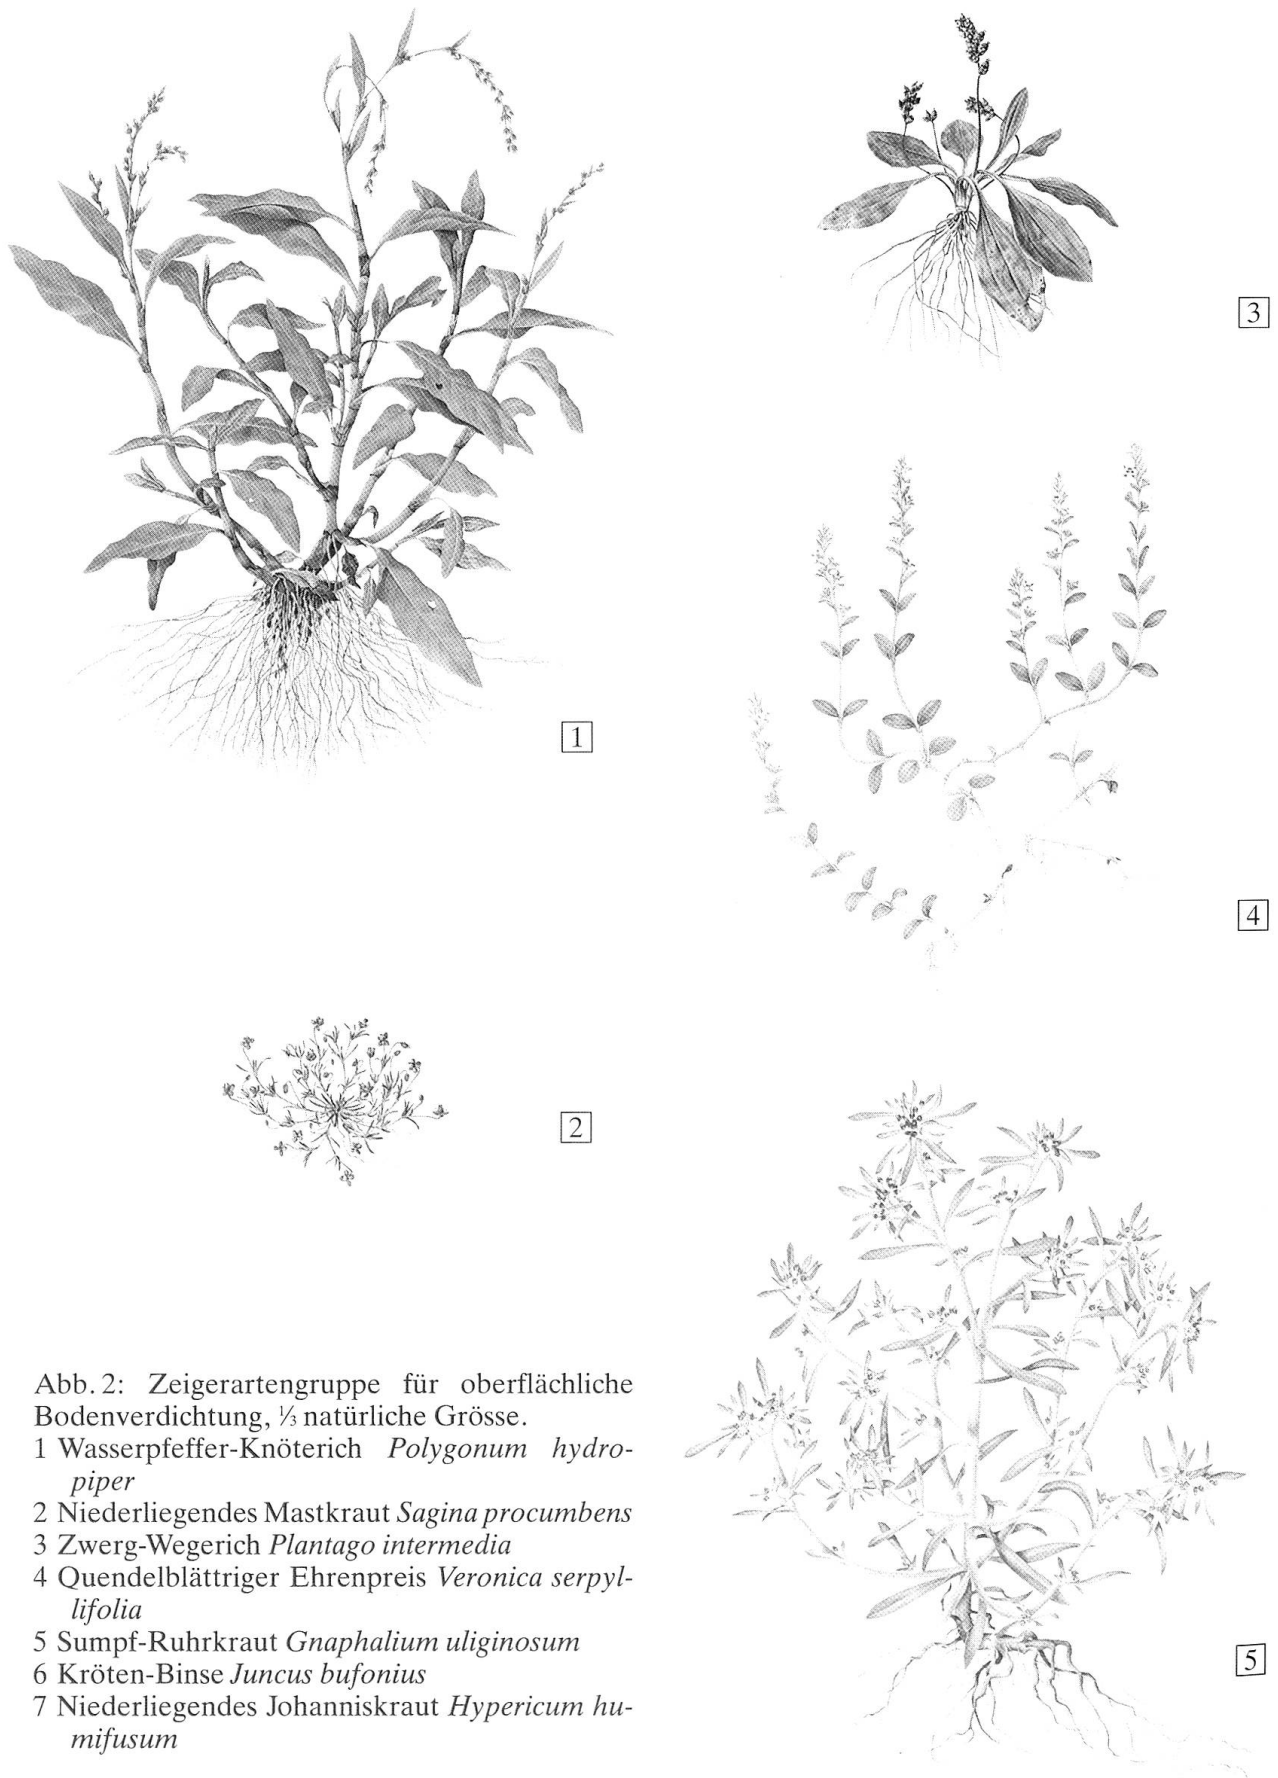 3
1
4
2
Abb. 2: Zeigerartengruppe für oberflächliche
Bodenverdichtung, ⅓ natürliche Grösse.
1 Wasserpfeffer-Knöterich Polygonum hydro-
piper
2 Niederliegendes Mastkraut Sagina procumbens
3 Zwerg-Wegerich Plantago intermedia
4 Quendelblättriger Ehrenpreis Veronica serpyl-
lifolia
5 Sumpf-Ruhrkraut Gnaphalium uliginosum
6 Kröten-Binse Juncus bufonius
7 Niederliegendes Johanniskraut Hypericum hu-
mifusum
5